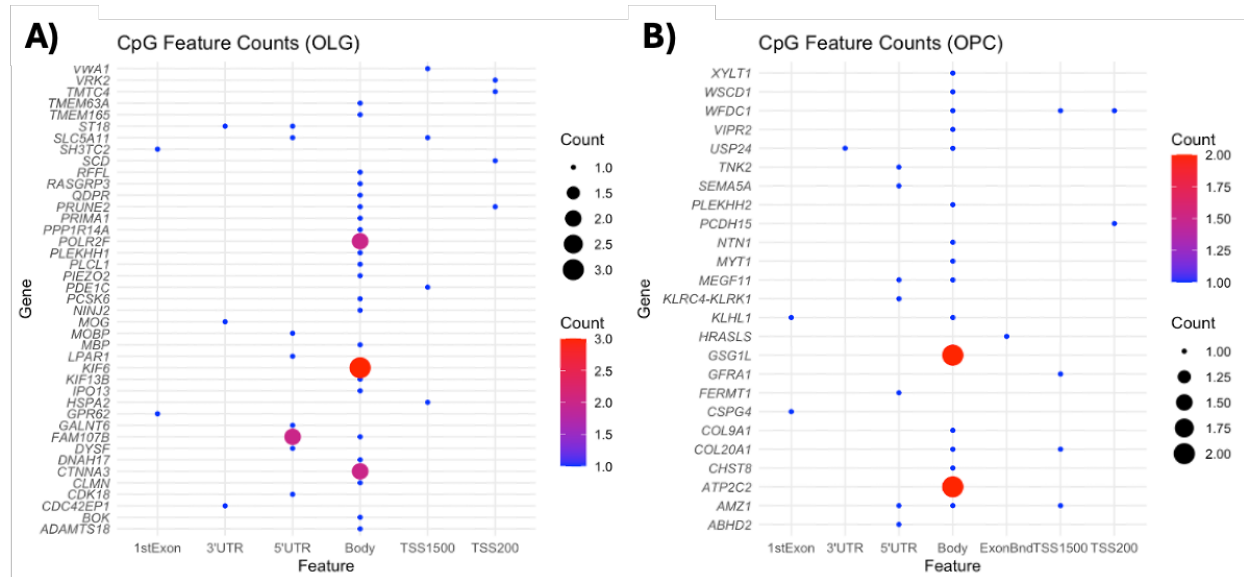 A)
CpG Feature Counts (OLG)
VWA1
VRK2
TMTC4
TMEM63A
TMEM165
ST18
SLC5A11
SH3TC2
SCD
RFFL
RASGRP3
QDPR
PRUNE2
PRIMA1
PPP1R14A
POLR2F
PLEKHH1
PLCL1
PIEZO2
PDE1C
PCSK6
NINJ2
MOG
MOBP
MBP
LPAR1
KIF6
KIF13B
IPO13
HSPA2
GPR62
GALNT6
FAM107B
DYSF
DNAH17
CTNNA3
CLMN
CDK18
CDC42EP1
BOK
ADAMTS18
Gene
1stExon 3'UTR 5'UTR Body TSS1500 TSS200
Feature
Count
1.0
1.5
2.0
2.5
3.0
Count
3.0
2.5
2.0
1.5
1.0
B)
CpG Feature Counts (OPC)
XYLT1
WSCD1
WFDC1
VIPR2
USP24
TNK2
SEMA5A
PLEKHH2
PCDH15
NTN1
MYT1
MEGF11
KLRC4-KLRK1
KLHL1
HRASLS
GSG1L
GFRA1
FERMT1
CSPG4
COL9A1
COL20A1
CHST8
ATP2C2
AMZ1
ABHD2
Gene
1stExon 3'UTR 5'UTR Body ExonBnd TSS1500 TSS200
Feature
Count
2.00
1.75
1.50
1.25
1.00
Count
1.00
1.25
1.50
1.75
2.00